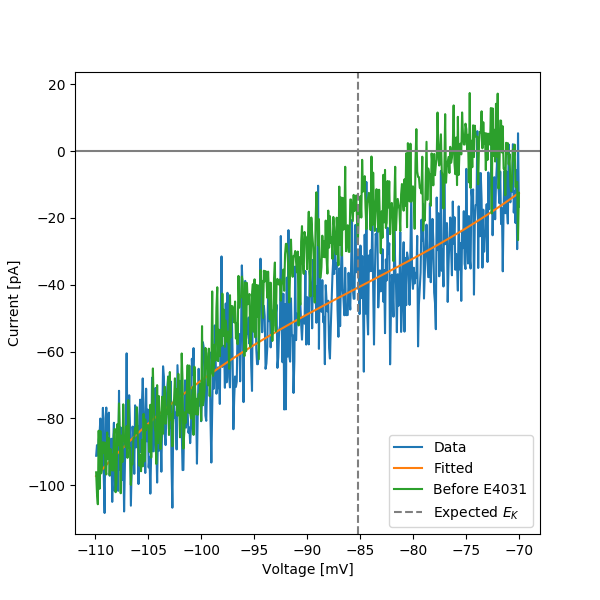 20
0
−20
−40
−60
−80
−100
Current [pA]
−110 −105 −100 −95 −90 −85 −80 −75 −70
Voltage [mV]
Data
Fitted
Before E4031
Expected E_K